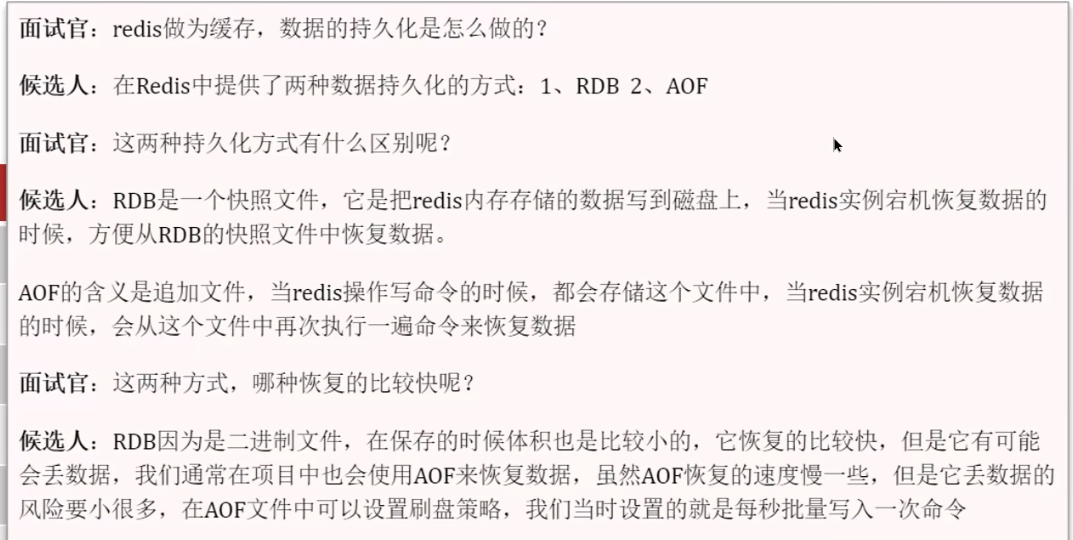 面试官：redis做为缓存，数据的持久化是怎么做的？
候选人：在Redis中提供了两种数据持久化的方式：1、RDB 2、AOF
面试官：这两种持久化方式有什么区别呢？
候选人：RDB是一个快照文件，它是把redis内存存储的数据写到磁盘上，当redis实例宕机恢复数据的
时候，方便从RDB的快照文件中恢复数据。
AOF的含义是追加文件，当redis操作写命令的时候，都会存储这个文件中，当redis实例宕机恢复数据
的时候，会从这个文件中再次执行一遍命令来恢复数据
面试官：这两种方式，哪种恢复的比较快呢？
候选人：RDB因为是二进制文件，在保存的时候体积也是比较小的，它恢复的比较快，但是它有可能
会丢数据，我们通常在项目中也会使用AOF来恢复数据，虽然AOF恢复的速度慢一些，但是它丢数据的
风险要小很多，在AOF文件中可以设置刷盘策略，我们当时设置的就是每秒批量写入一次命令